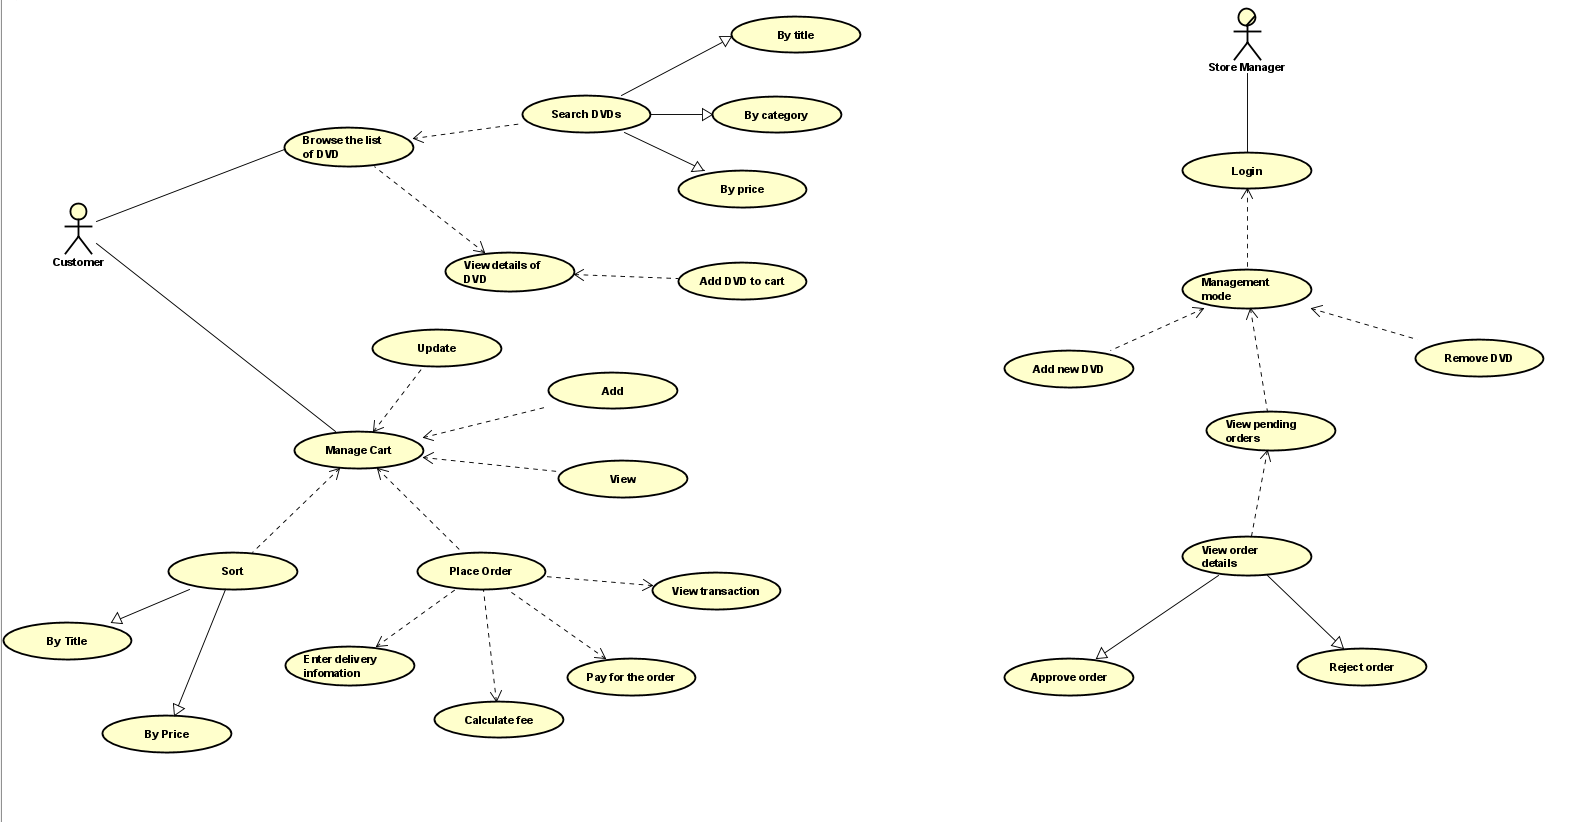 By title
Store Manager
Search DVDs
By category
Browse the list
of DVD
Login
By price
Customer
View details of
DVD
Add DVD to cart
Management
mode
Update
Add new DVD
Remove DVD
Add
View pending
orders
Manage Cart
View
View order
details
Sort
Place Order
View transaction
By Title
Enter delivery
infomation
Pay for the order
Approve order
Reject order
Calculate fee
By Price